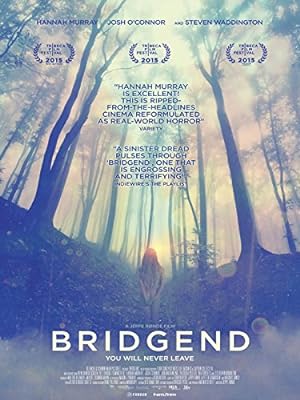 HANNAH MURRAY JOSH O'CONNOR AND STEVEN WADDINGTON
TRIBECA
FILM
FESTIVAL
2015
TRIBECA
FILM
FESTIVAL
2015
TRIBECA
FILM
FESTIVAL
2015
"HANNAH MURRAY
IS EXCELLENT!
THIS IS RIPPED-
FROM-THE-HEADLINES
CINEMA REFORMULATED
AS REAL-WORLD HORROR"
VARIETY
"A SINISTER DREAD
PULSES THROUGH
'BRIDGEND', ONE THAT
IS ENGROSSING
AND TERRIFYING!"
INDIEWIRE'S THE PLAYLIST
A JEPPE RØNDE FILM
BRIDGEND
YOU WILL NEVER LEAVE